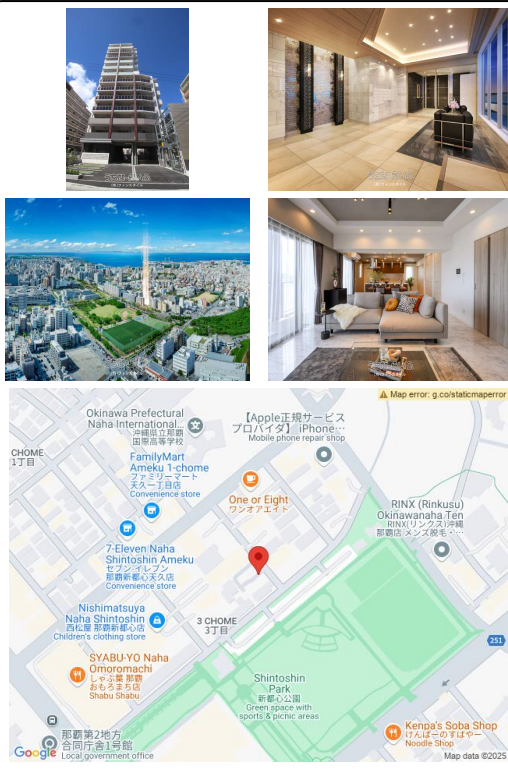 Map error: g.co/staticmaperror
Okinawa Prefectural
Naha International...
沖縄県立那覇
国際高等学校
【Apple正規サービス
プロバイダ】 iPhone…
Mobile phone repair shop
CHOME
1丁目
FamilyMart
Ameku 1-chome
ファミリーマート
天久一丁目店
Convenience store
One or Eight
ワンオアエイト
RINX (Rinkusu)
Okinawanaha Ten
RINX(リンクス)沖縄
那覇店 メンズ脱毛・…
7-Eleven Naha
Shintoshin Ameku
セブン-イレブン
那覇新都心天久店
Convenience store
Nishimatsuya
Naha Shintoshin
西松屋 那覇新都心店
Children's clothing store
3 CHOME
3丁目
251
SYABU-YO Naha
Omoromachi
しゃぶ葉 那覇
おもろまち店
Shabu Shabu
Shintoshin
Park
新都心公園
Green space with
sports & picnic areas
Kenpa's Soba Shop
けんぱーのすばやー
Noodle Shop
那覇第2地方
合同庁舎1号館
Local government office
Google
Map data ©2025